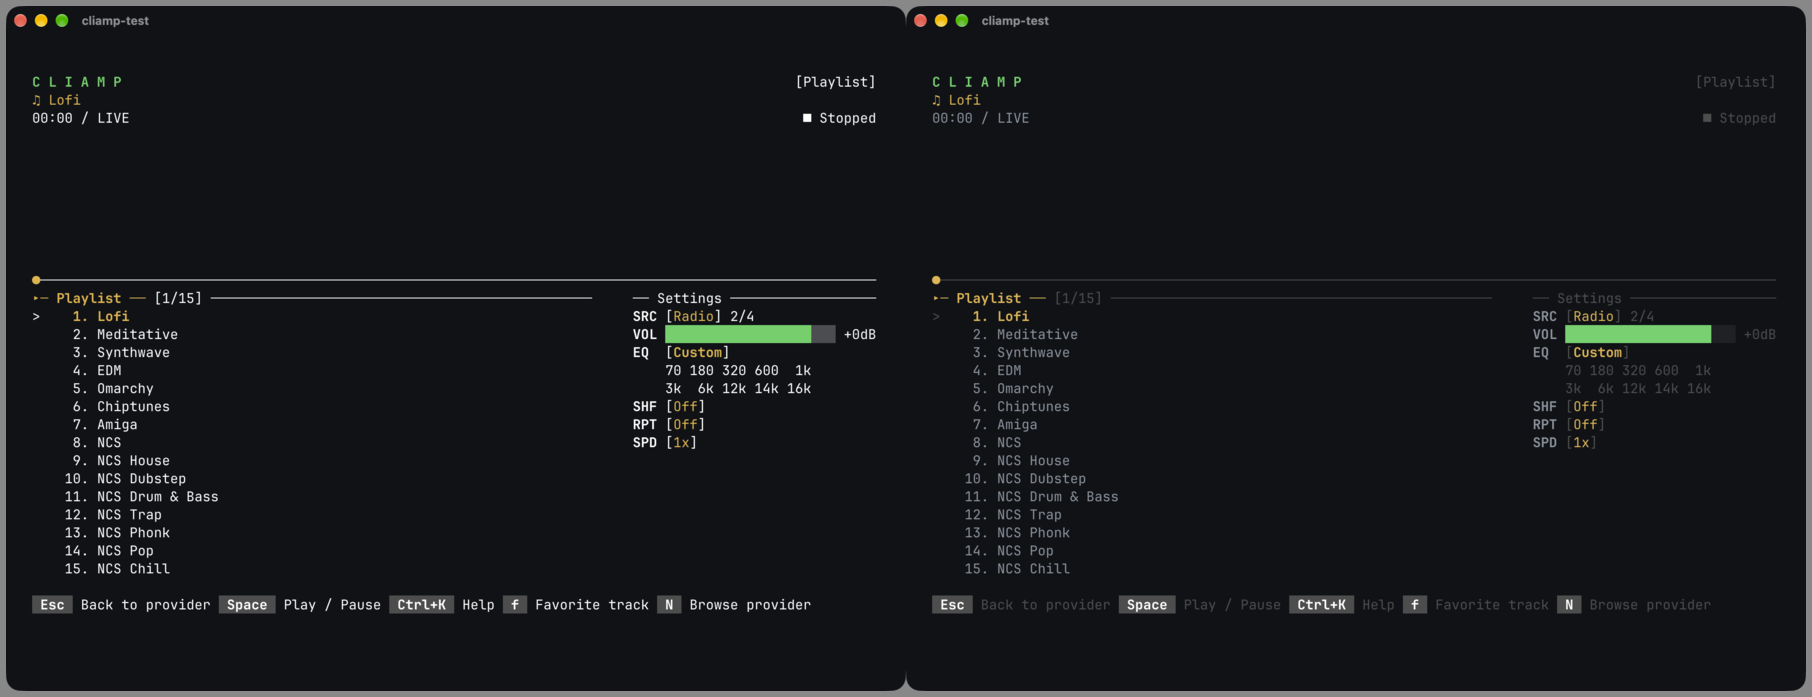 cliamp-test
C L I A M P [Playlist]
♫ Lofi
00:00 / LIVE ■ Stopped
Playlist [1/15]
> 1. Lofi
2. Meditative
3. Synthwave
4. EDM
5. Omarchy
6. Chiptunes
7. Amiga
8. NCS
9. NCS House
10. NCS Dubstep
11. NCS Drum & Bass
12. NCS Trap
13. NCS Phonk
14. NCS Pop
15. NCS Chill
Settings
SRC [Radio] 2/4
VOL +0dB
EQ [Custom]
70 180 320 600 1k
3k 6k 12k 14k 16k
SHF [Off]
RPT [Off]
SPD [1x]
Esc Back to provider Space Play / Pause Ctrl+K Help f Favorite track N Browse provider
cliamp-test
C L I A M P [Playlist]
♫ Lofi
00:00 / LIVE ■ Stopped
Playlist [1/15]
> 1. Lofi
2. Meditative
3. Synthwave
4. EDM
5. Omarchy
6. Chiptunes
7. Amiga
8. NCS
9. NCS House
10. NCS Dubstep
11. NCS Drum & Bass
12. NCS Trap
13. NCS Phonk
14. NCS Pop
15. NCS Chill
Settings
SRC [Radio] 2/4
VOL +0dB
EQ [Custom]
70 180 320 600 1k
3k 6k 12k 14k 16k
SHF [Off]
RPT [Off]
SPD [1x]
Esc Back to provider Space Play / Pause Ctrl+K Help f Favorite track N Browse provider